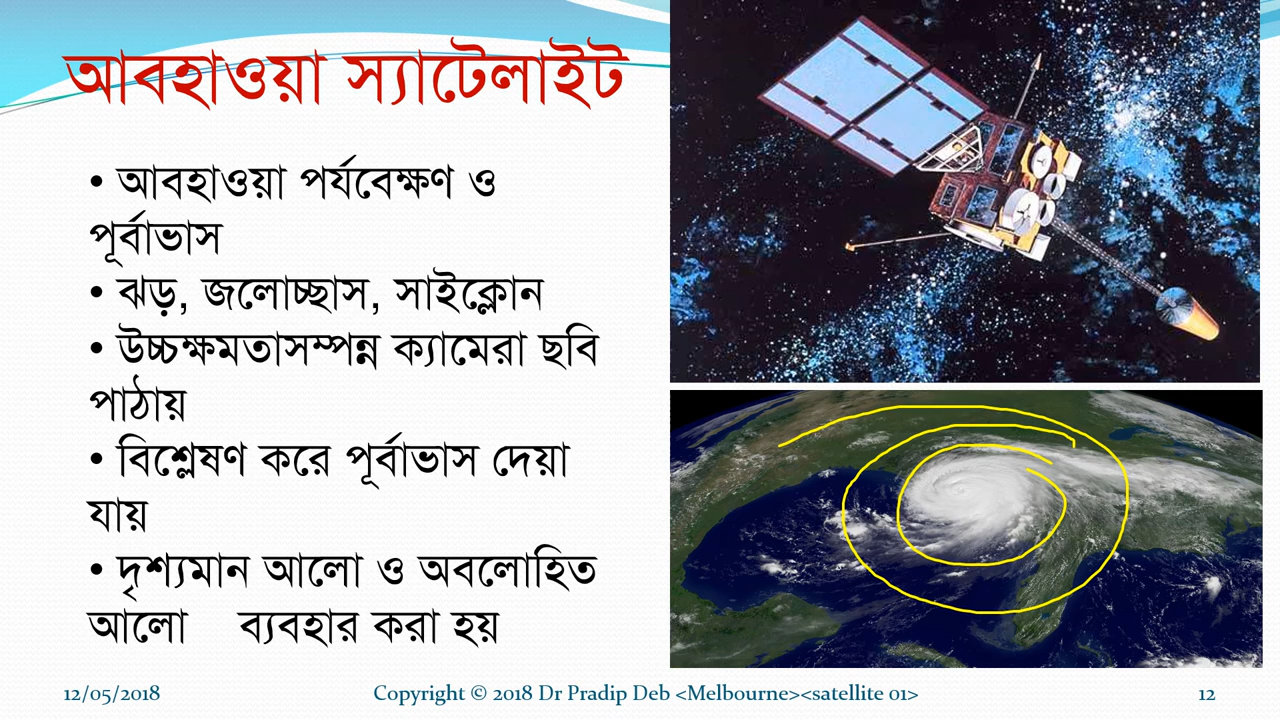 আবহাওয়া স্যাটেলাইট
• আবহাওয়া পর্যবেক্ষণ ও
পূর্বাভাস
• ঝড়, জলোচ্ছাস, সাইক্লোন
• উচ্চক্ষমতাসম্পন্ন ক্যামেরা ছবি
পাঠায়
• বিশ্লেষণ করে পূর্বাভাস দেয়া
যায়
• দৃশ্যমান আলো ও অবলোহিত
আলো ব্যবহার করা হয়
12/05/2018 Copyright © 2018 Dr Pradip Deb <Melbourne><satellite 01> 12